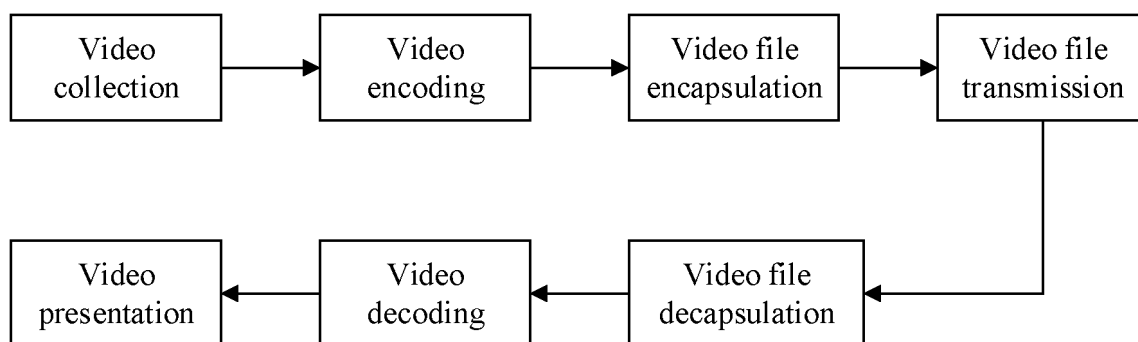 Video
collection
Video
encoding
Video file
encapsulation
Video file
transmission
Video
presentation
Video
decoding
Video file
decapsulation